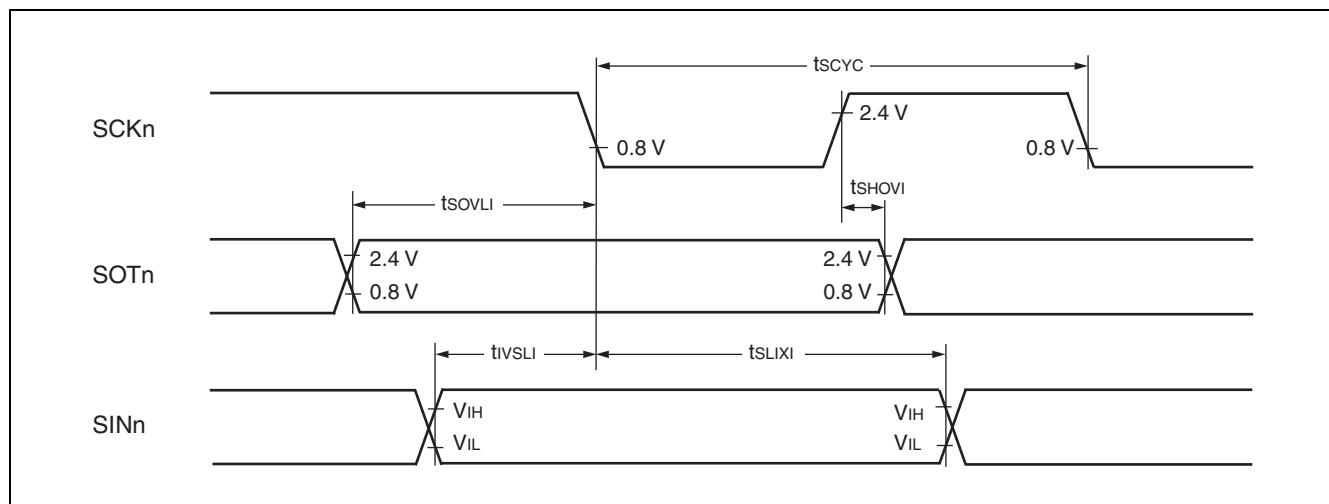 tSCYC
SCKn
2.4 V
0.8 V
0.8 V
tSHOVI
tSOVLI
SOTn
2.4 V
2.4 V
0.8 V
0.8 V
tIVSLI
tSLIXI
SINn
VIH
VIH
VIL
VIL